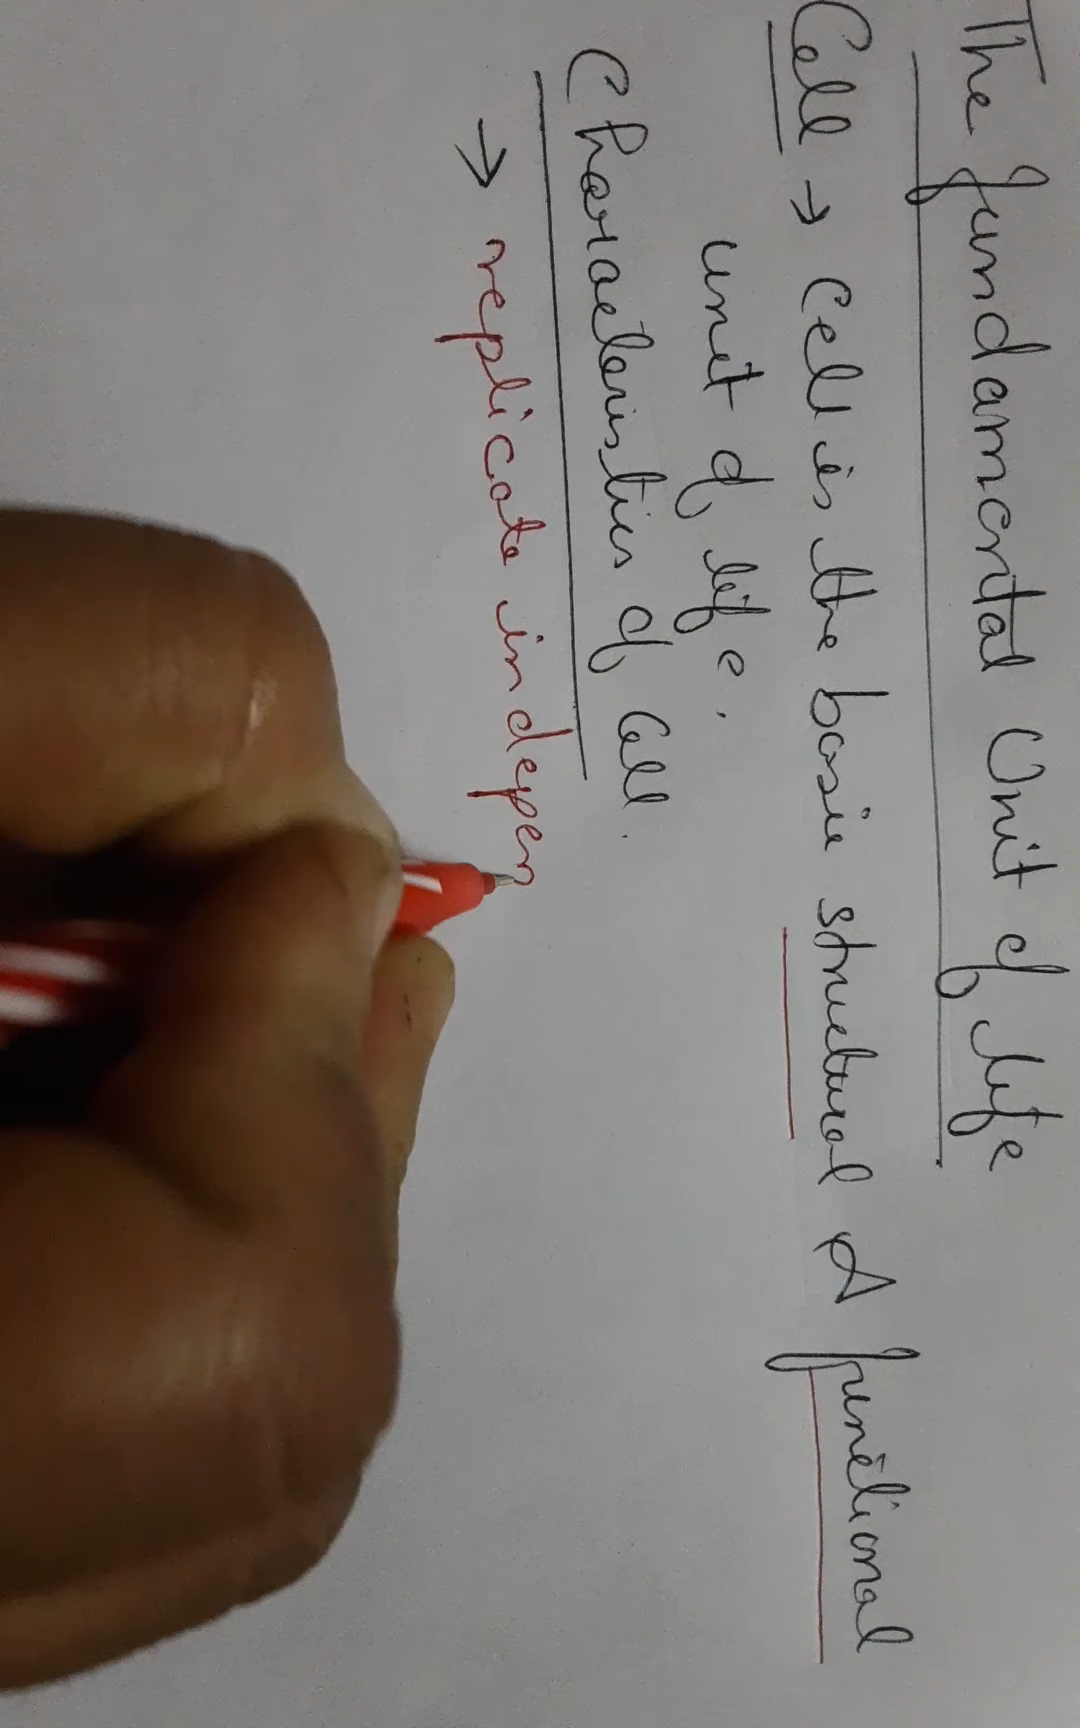 The fundamental Unit of life
Cell → Cell is the basic structural & functional
unit of life.
Characteristics of Cell.
→ replicate indepen